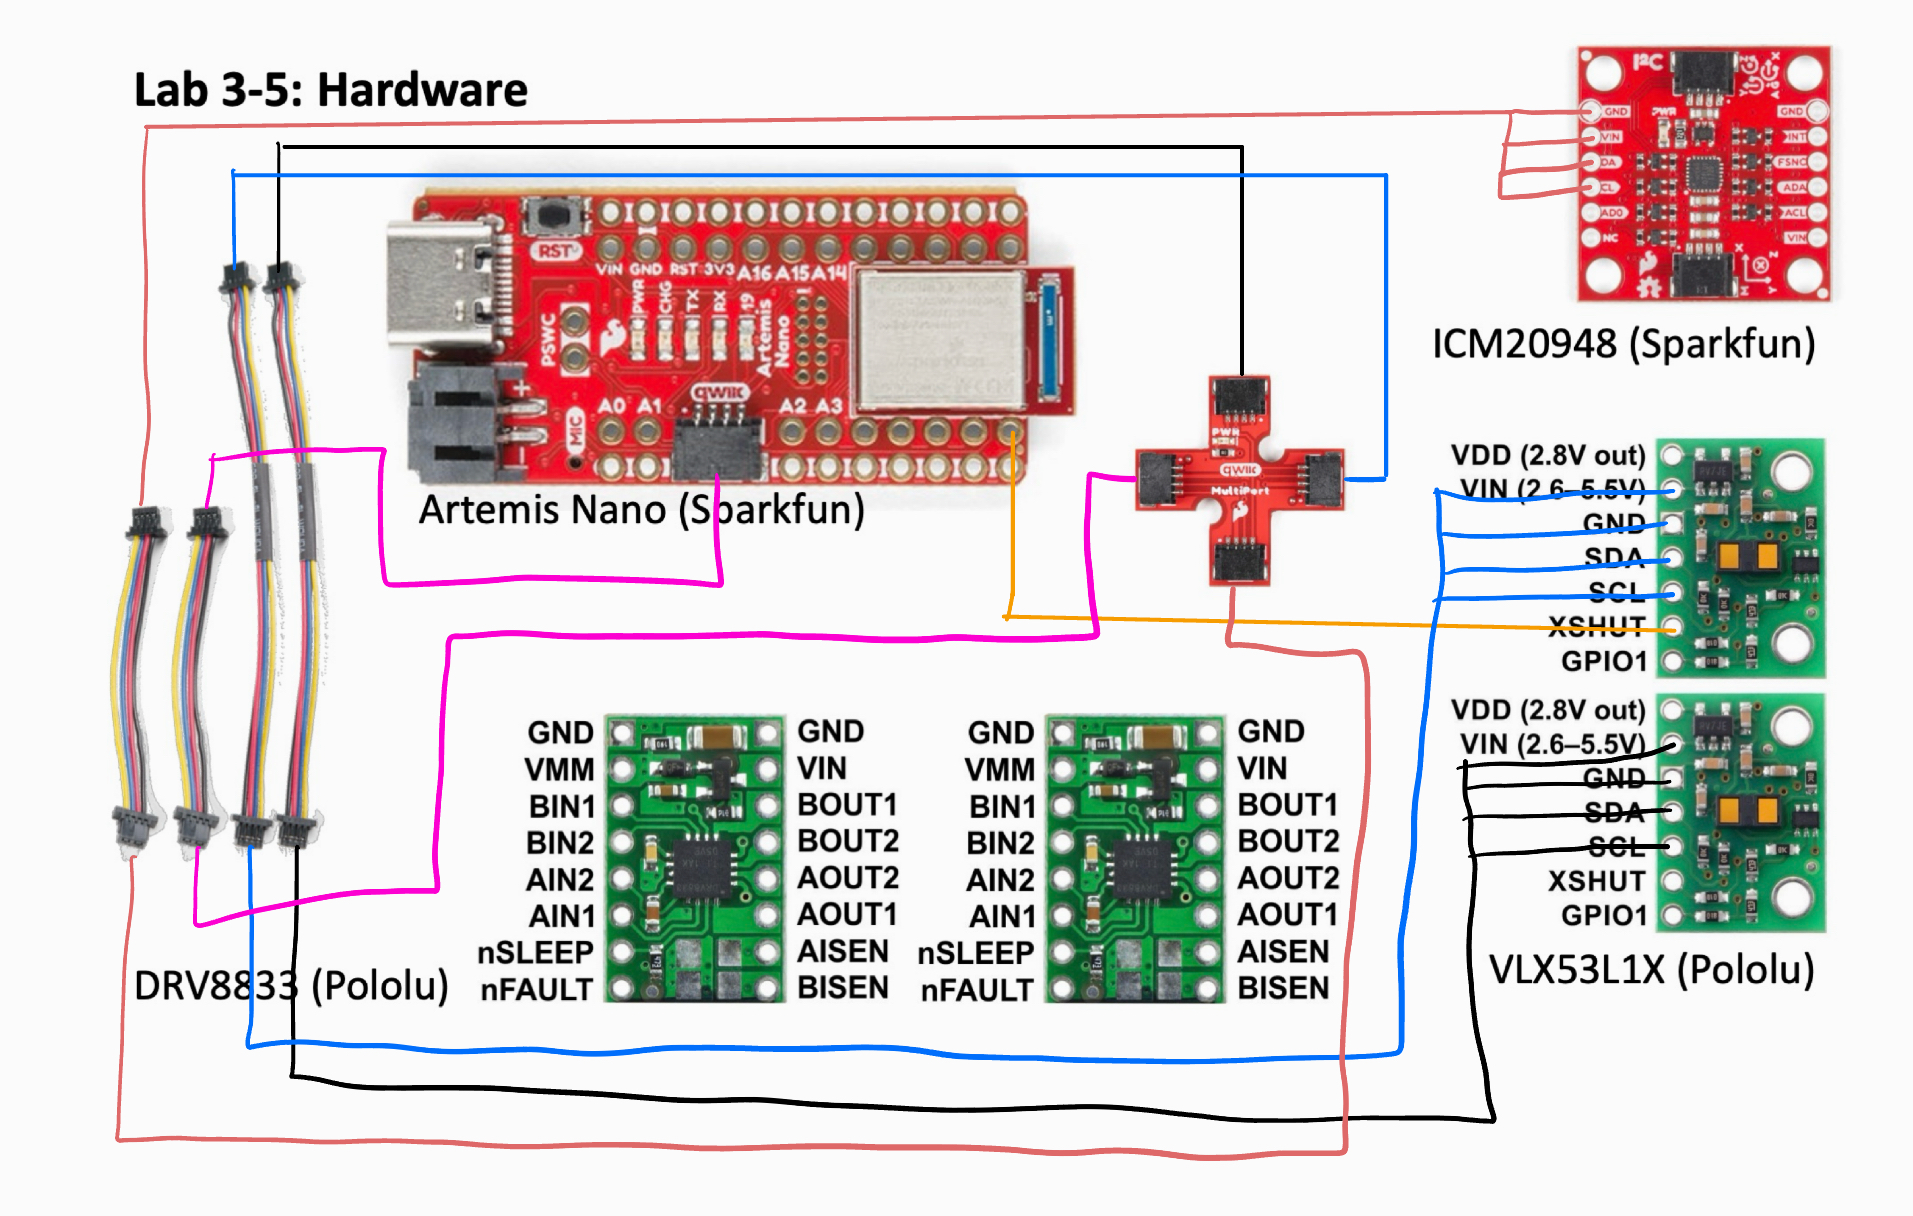 Lab 3-5: Hardware
I2C
GND
GND
PWR
VIN
INT
DA
FSNC
CL
ADA
AD0
ACL
NC
VIN
ICM20948 (Sparkfun)
RST
VIN GND RST 3V3 A16 A15 A14
PWR
CHG
TX
RX
19
Artemis
Nano
PSWC
+
-
qwiic
MIC
A0 A1 A2 A3
Artemis Nano (Sparkfun)
PWR
qwiic
MultiPort
VDD (2.8V out)
VIN (2.6–5.5V)
GND
SDA
SCL
XSHUT
GPIO1
VDD (2.8V out)
VIN (2.6–5.5V)
GND
SDA
SCL
XSHUT
GPIO1
VLX53L1X (Pololu)
GND GND
VMM VIN
BIN1 BOUT1
BIN2 BOUT2
AIN2 AOUT2
AIN1 AOUT1
nSLEEP AISEN
nFAULT BISEN
GND GND
VMM VIN
BIN1 BOUT1
BIN2 BOUT2
AIN2 AOUT2
AIN1 AOUT1
nSLEEP AISEN
nFAULT BISEN
DRV8833 (Pololu)